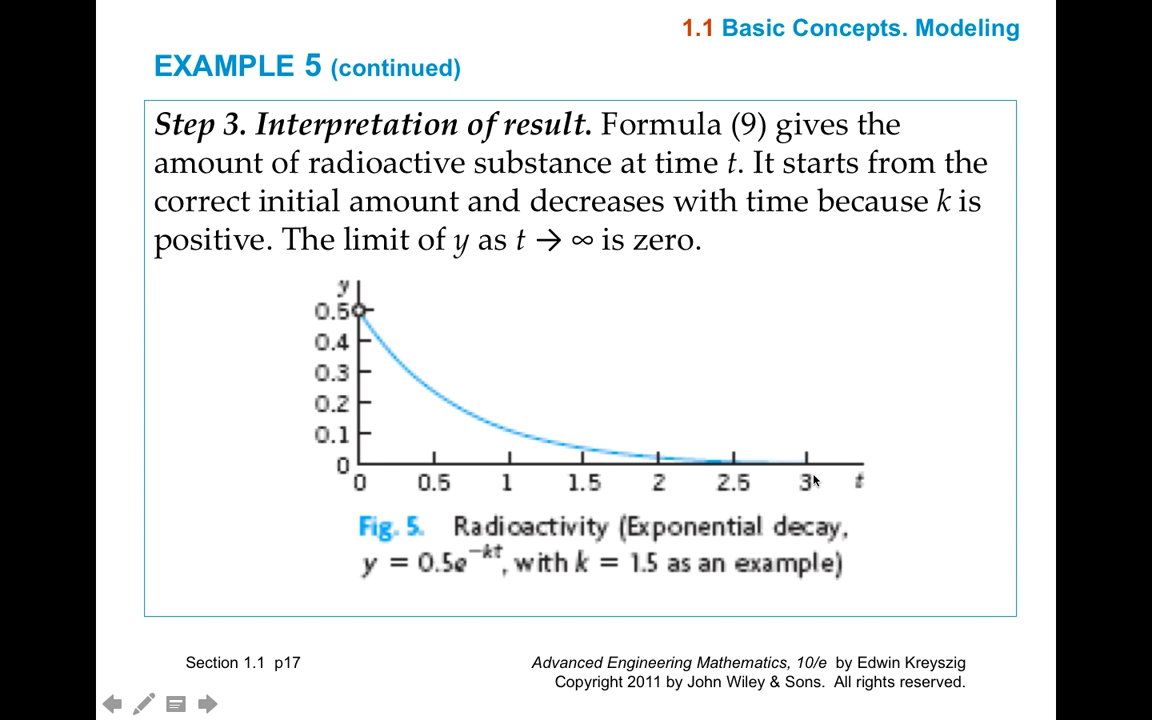 1.1 Basic Concepts. Modeling
EXAMPLE 5 (continued)
Step 3. Interpretation of result. Formula (9) gives the
amount of radioactive substance at time t. It starts from the
correct initial amount and decreases with time because k is
positive. The limit of y as t → ∞ is zero.
y
0.5
0.4
0.3
0.2
0.1
0
0 0.5 1 1.5 2 2.5 3 t
Fig. 5. Radioactivity (Exponential decay,
y = 0.5e^−kt, with k = 1.5 as an example)
Section 1.1 p17
Advanced Engineering Mathematics, 10/e by Edwin Kreyszig
Copyright 2011 by John Wiley & Sons. All rights reserved.